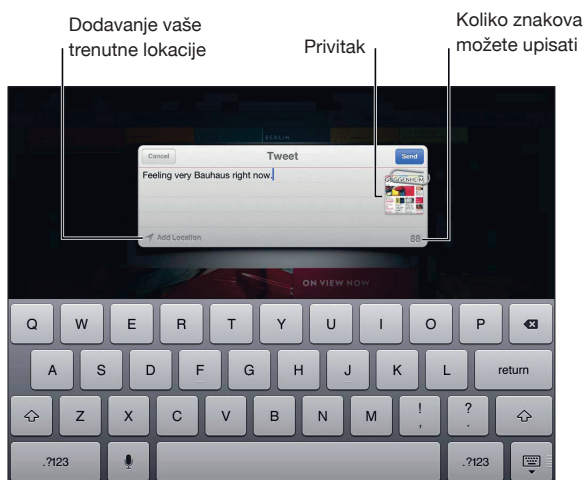 Dodavanje vaše
trenutne lokacije
Privitak
Koliko znakova
možete upisati
BERLIN
Cancel
Tweet
Send
Feeling very Bauhaus right now.
GUGGENHEIM
Add Location
88
ON VIEW NOW
Q W E R T Y U I O P
A S D F G H J K L return
Z X C V B N M ! , ? .
.?123 .?123